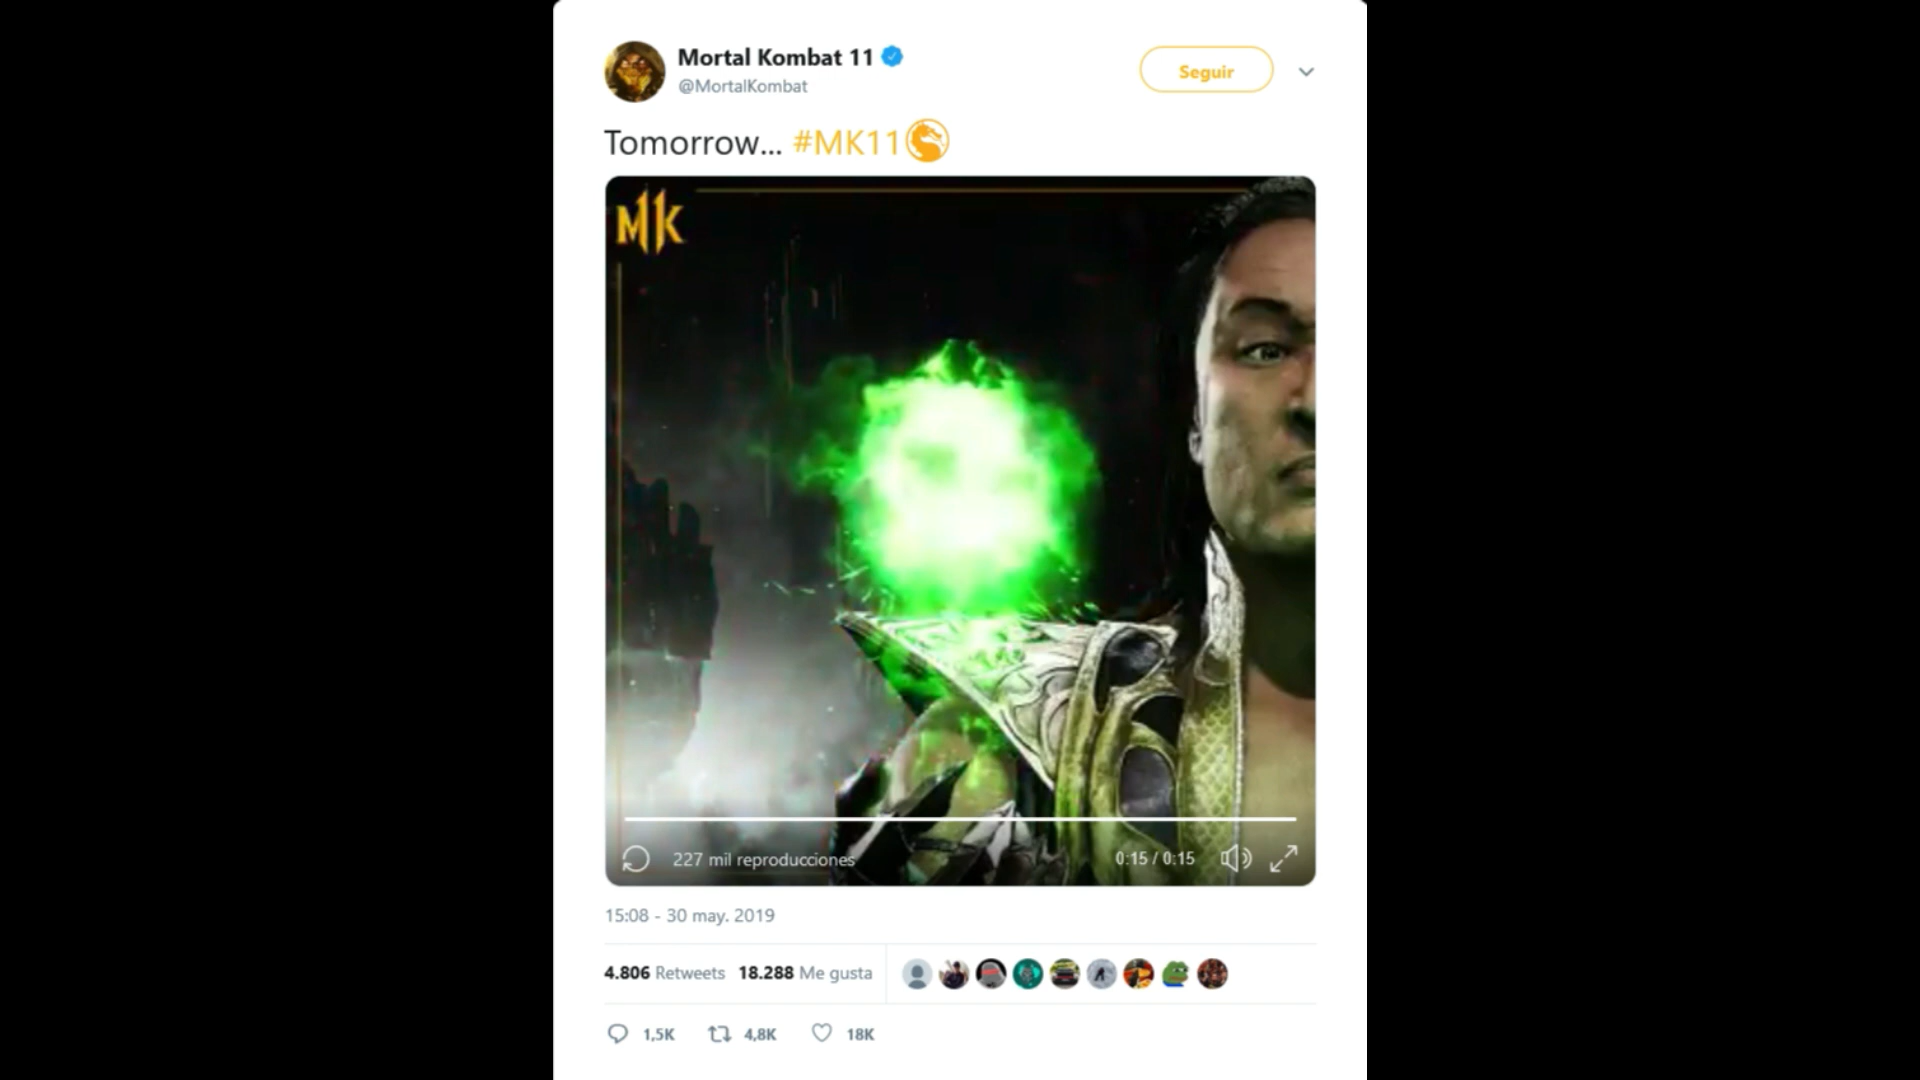 Mortal Kombat 11
@MortalKombat
Seguir
Tomorrow... #MK11
MK
227 mil reproducciones
0:15 / 0:15
15:08 - 30 may. 2019
4.806 Retweets 18.288 Me gusta
1,5K 4,8K 18K